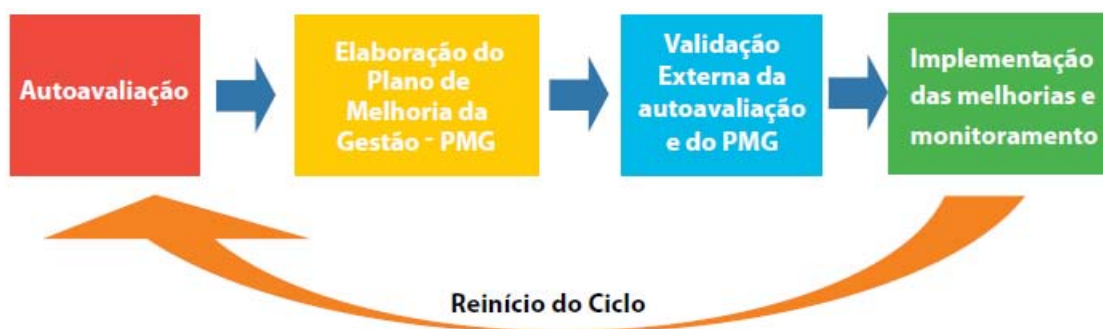 Autoavaliação
Elaboração do
Plano de
Melhoria da
Gestão - PMG
Validação
Externa da
autoavaliação
e do PMG
Implementação
das melhorias e
monitoramento
Reinício do Ciclo